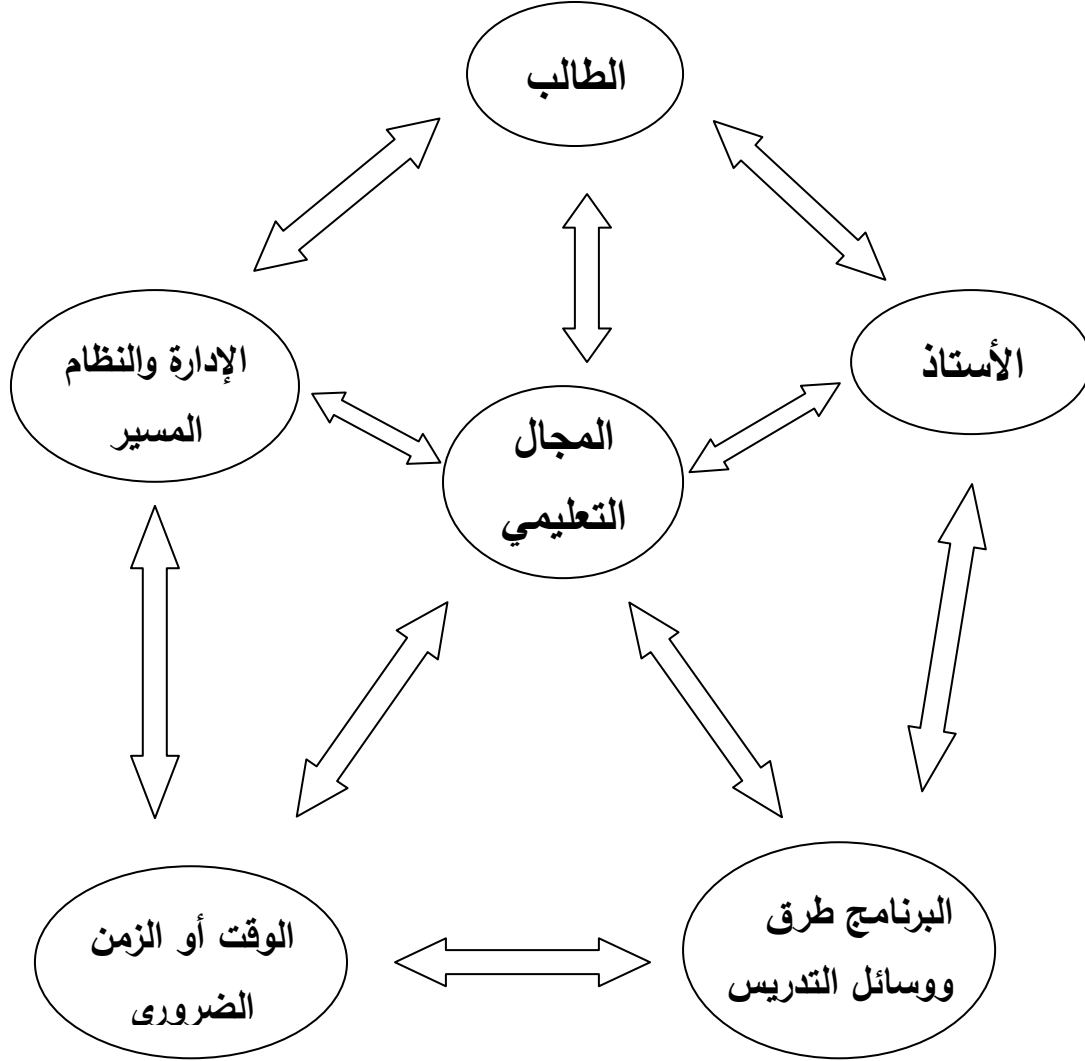 الطالب
الأستاذ
الإدارة والنظام
المسير
المجال
التعليمي
البرنامج طرق
ووسائل التدريس
الوقت أو الزمن
الضروري